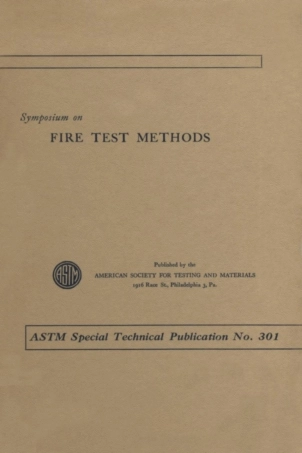 Symposium on
FIRE TEST METHODS
Published by the
ASTM
AMERICAN SOCIETY FOR TESTING AND MATERIALS
1916 Race St., Philadelphia 3, Pa.
ASTM Special Technical Publication No. 301